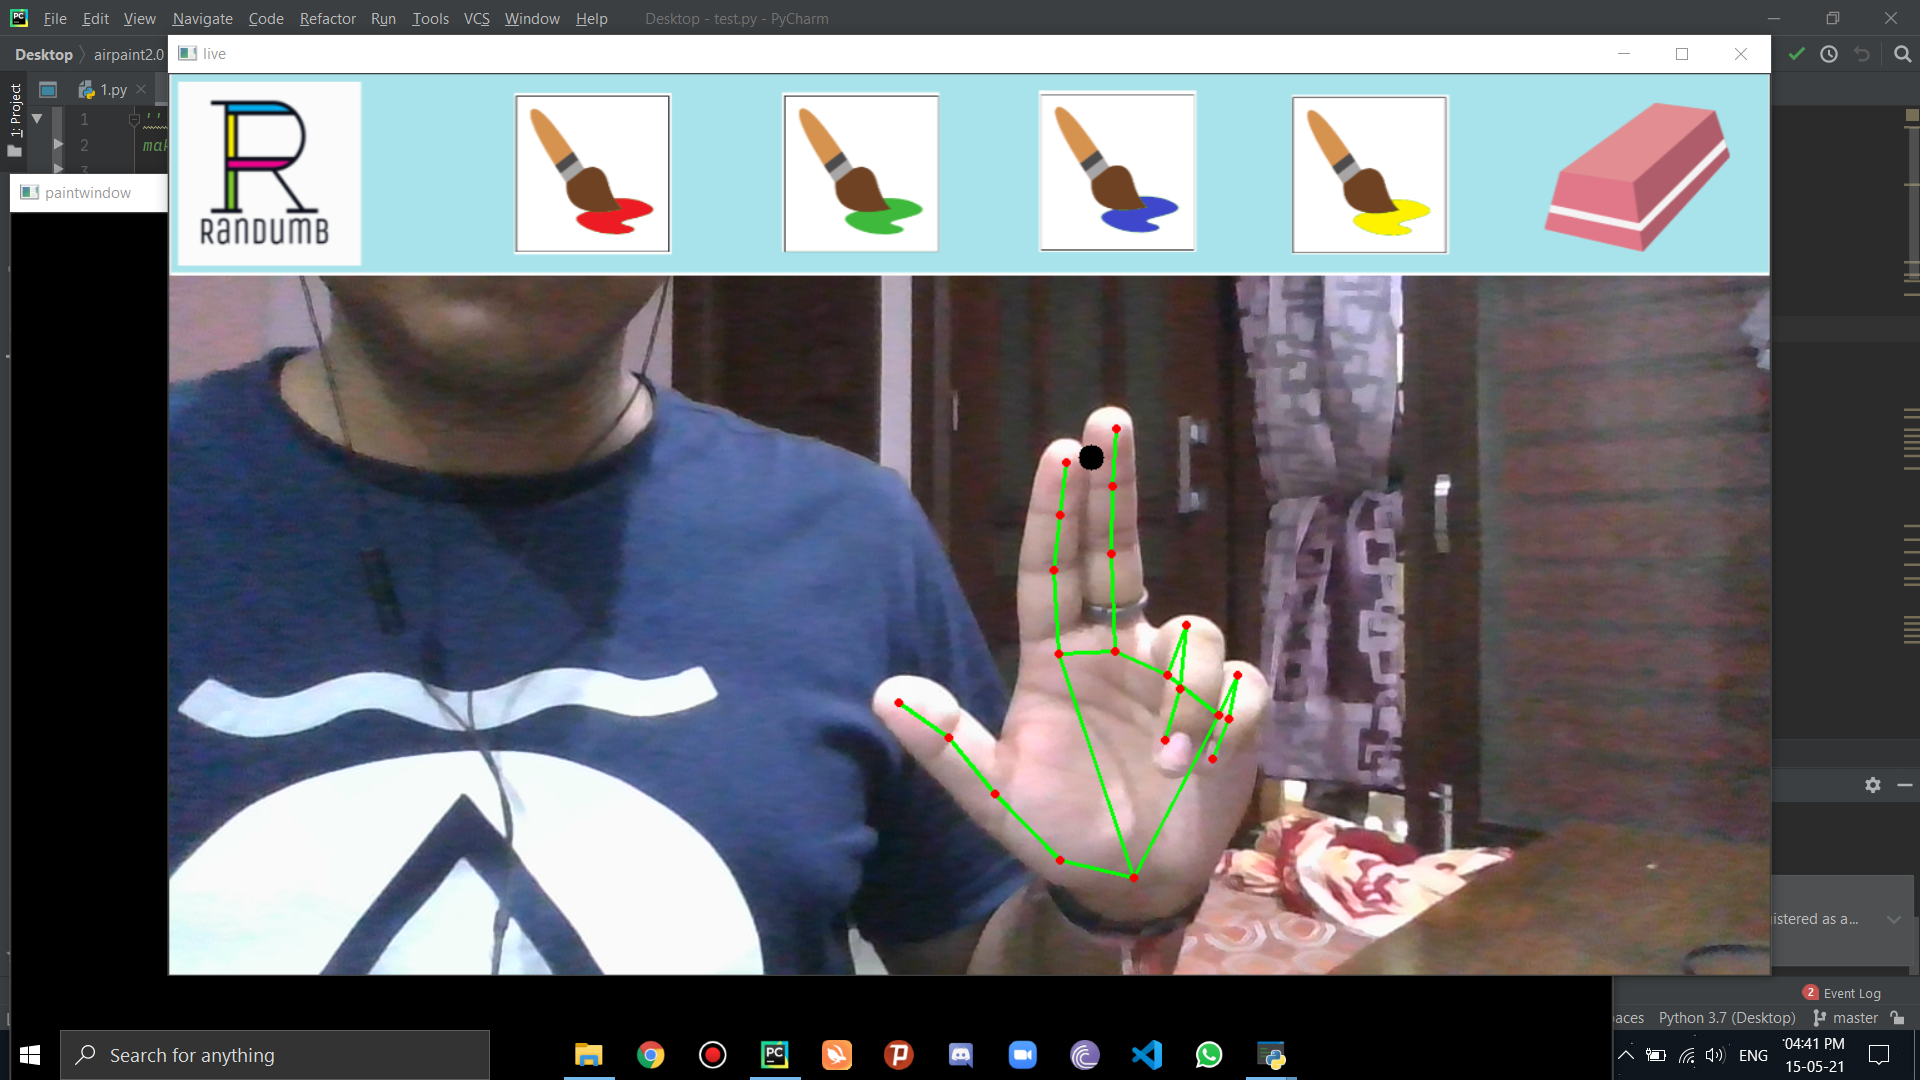 File Edit View Navigate Code Refactor Run Tools VCS Window Help Desktop - test.py - PyCharm
Desktop airpaint2.0
live
1: Project
1.py
1
2
paintwindow
RANDUMB
istered as a...
2 Event Log
aces Python 3.7 (Desktop) master
Search for anything
ENG
04:41 PM
15-05-21